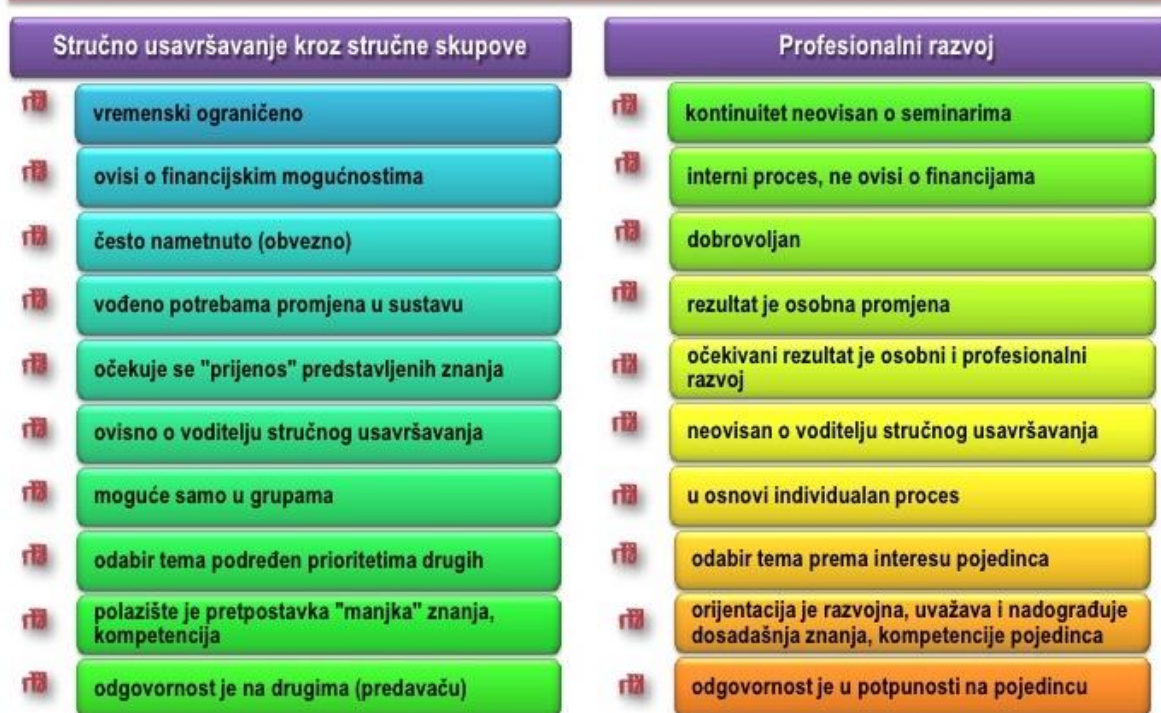 Stručno usavršavanje kroz stručne skupove
vremenski ograničeno
ovisi o financijskim mogućnostima
često nametnuto (obvezno)
vođeno potrebama promjena u sustavu
očekuje se "prijenos" predstavljenih znanja
ovisno o voditelju stručnog usavršavanja
moguće samo u grupama
odabir tema podređen prioritetima drugih
polazište je pretpostavka "manjka" znanja,
kompetencija
odgovornost je na drugima (predavaču)
Profesionalni razvoj
kontinuitet neovisan o seminarima
interni proces, ne ovisi o financijama
dobrovoljan
rezultat je osobna promjena
očekivani rezultat je osobni i profesionalni
razvoj
neovisan o voditelju stručnog usavršavanja
u osnovi individualan proces
odabir tema prema interesu pojedinca
orijentacija je razvojna, uvažava i nadograđuje
dosadašnja znanja, kompetencije pojedinca
odgovornost je u potpunosti na pojedincu